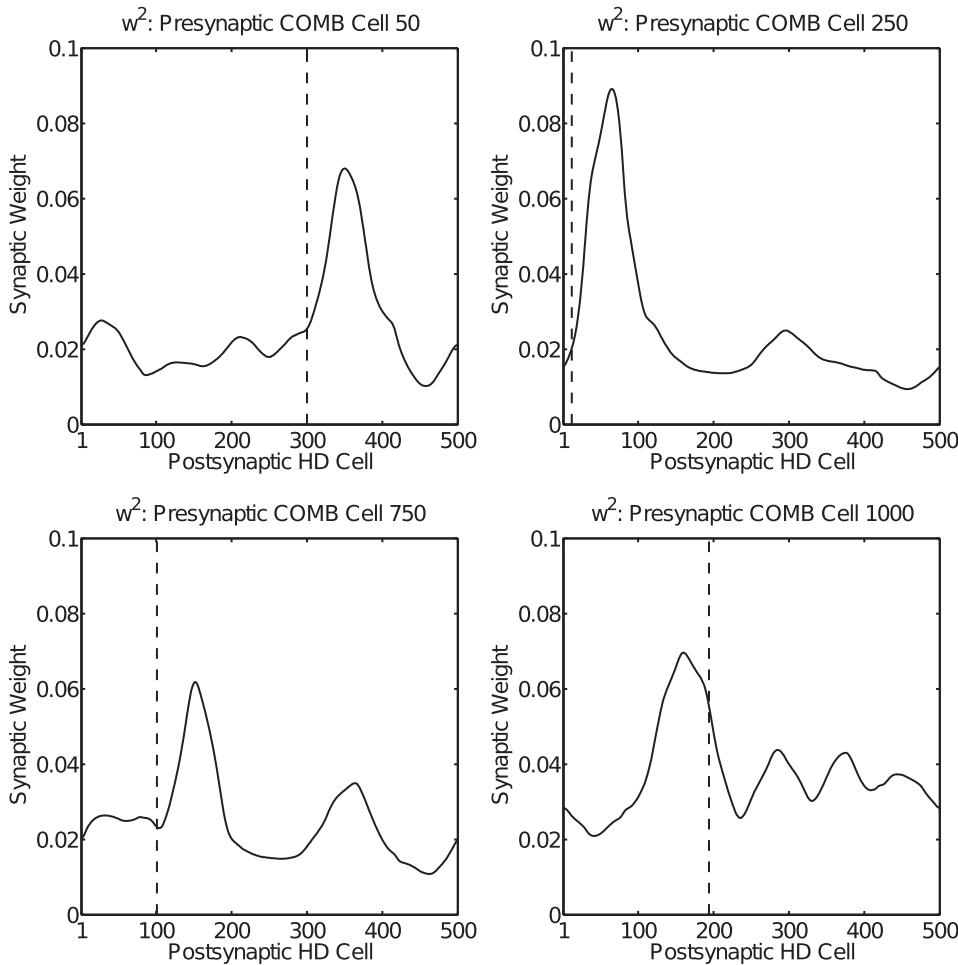 w²: Presynaptic COMB Cell 50
0.1
0.08
0.06
0.04
0.02
0
Synaptic Weight
1 100 200 300 400 500
Postsynaptic HD Cell
w²: Presynaptic COMB Cell 250
0.1
0.08
0.06
0.04
0.02
0
Synaptic Weight
1 100 200 300 400 500
Postsynaptic HD Cell
w²: Presynaptic COMB Cell 750
0.1
0.08
0.06
0.04
0.02
0
Synaptic Weight
1 100 200 300 400 500
Postsynaptic HD Cell
w²: Presynaptic COMB Cell 1000
0.1
0.08
0.06
0.04
0.02
0
Synaptic Weight
1 100 200 300 400 500
Postsynaptic HD Cell